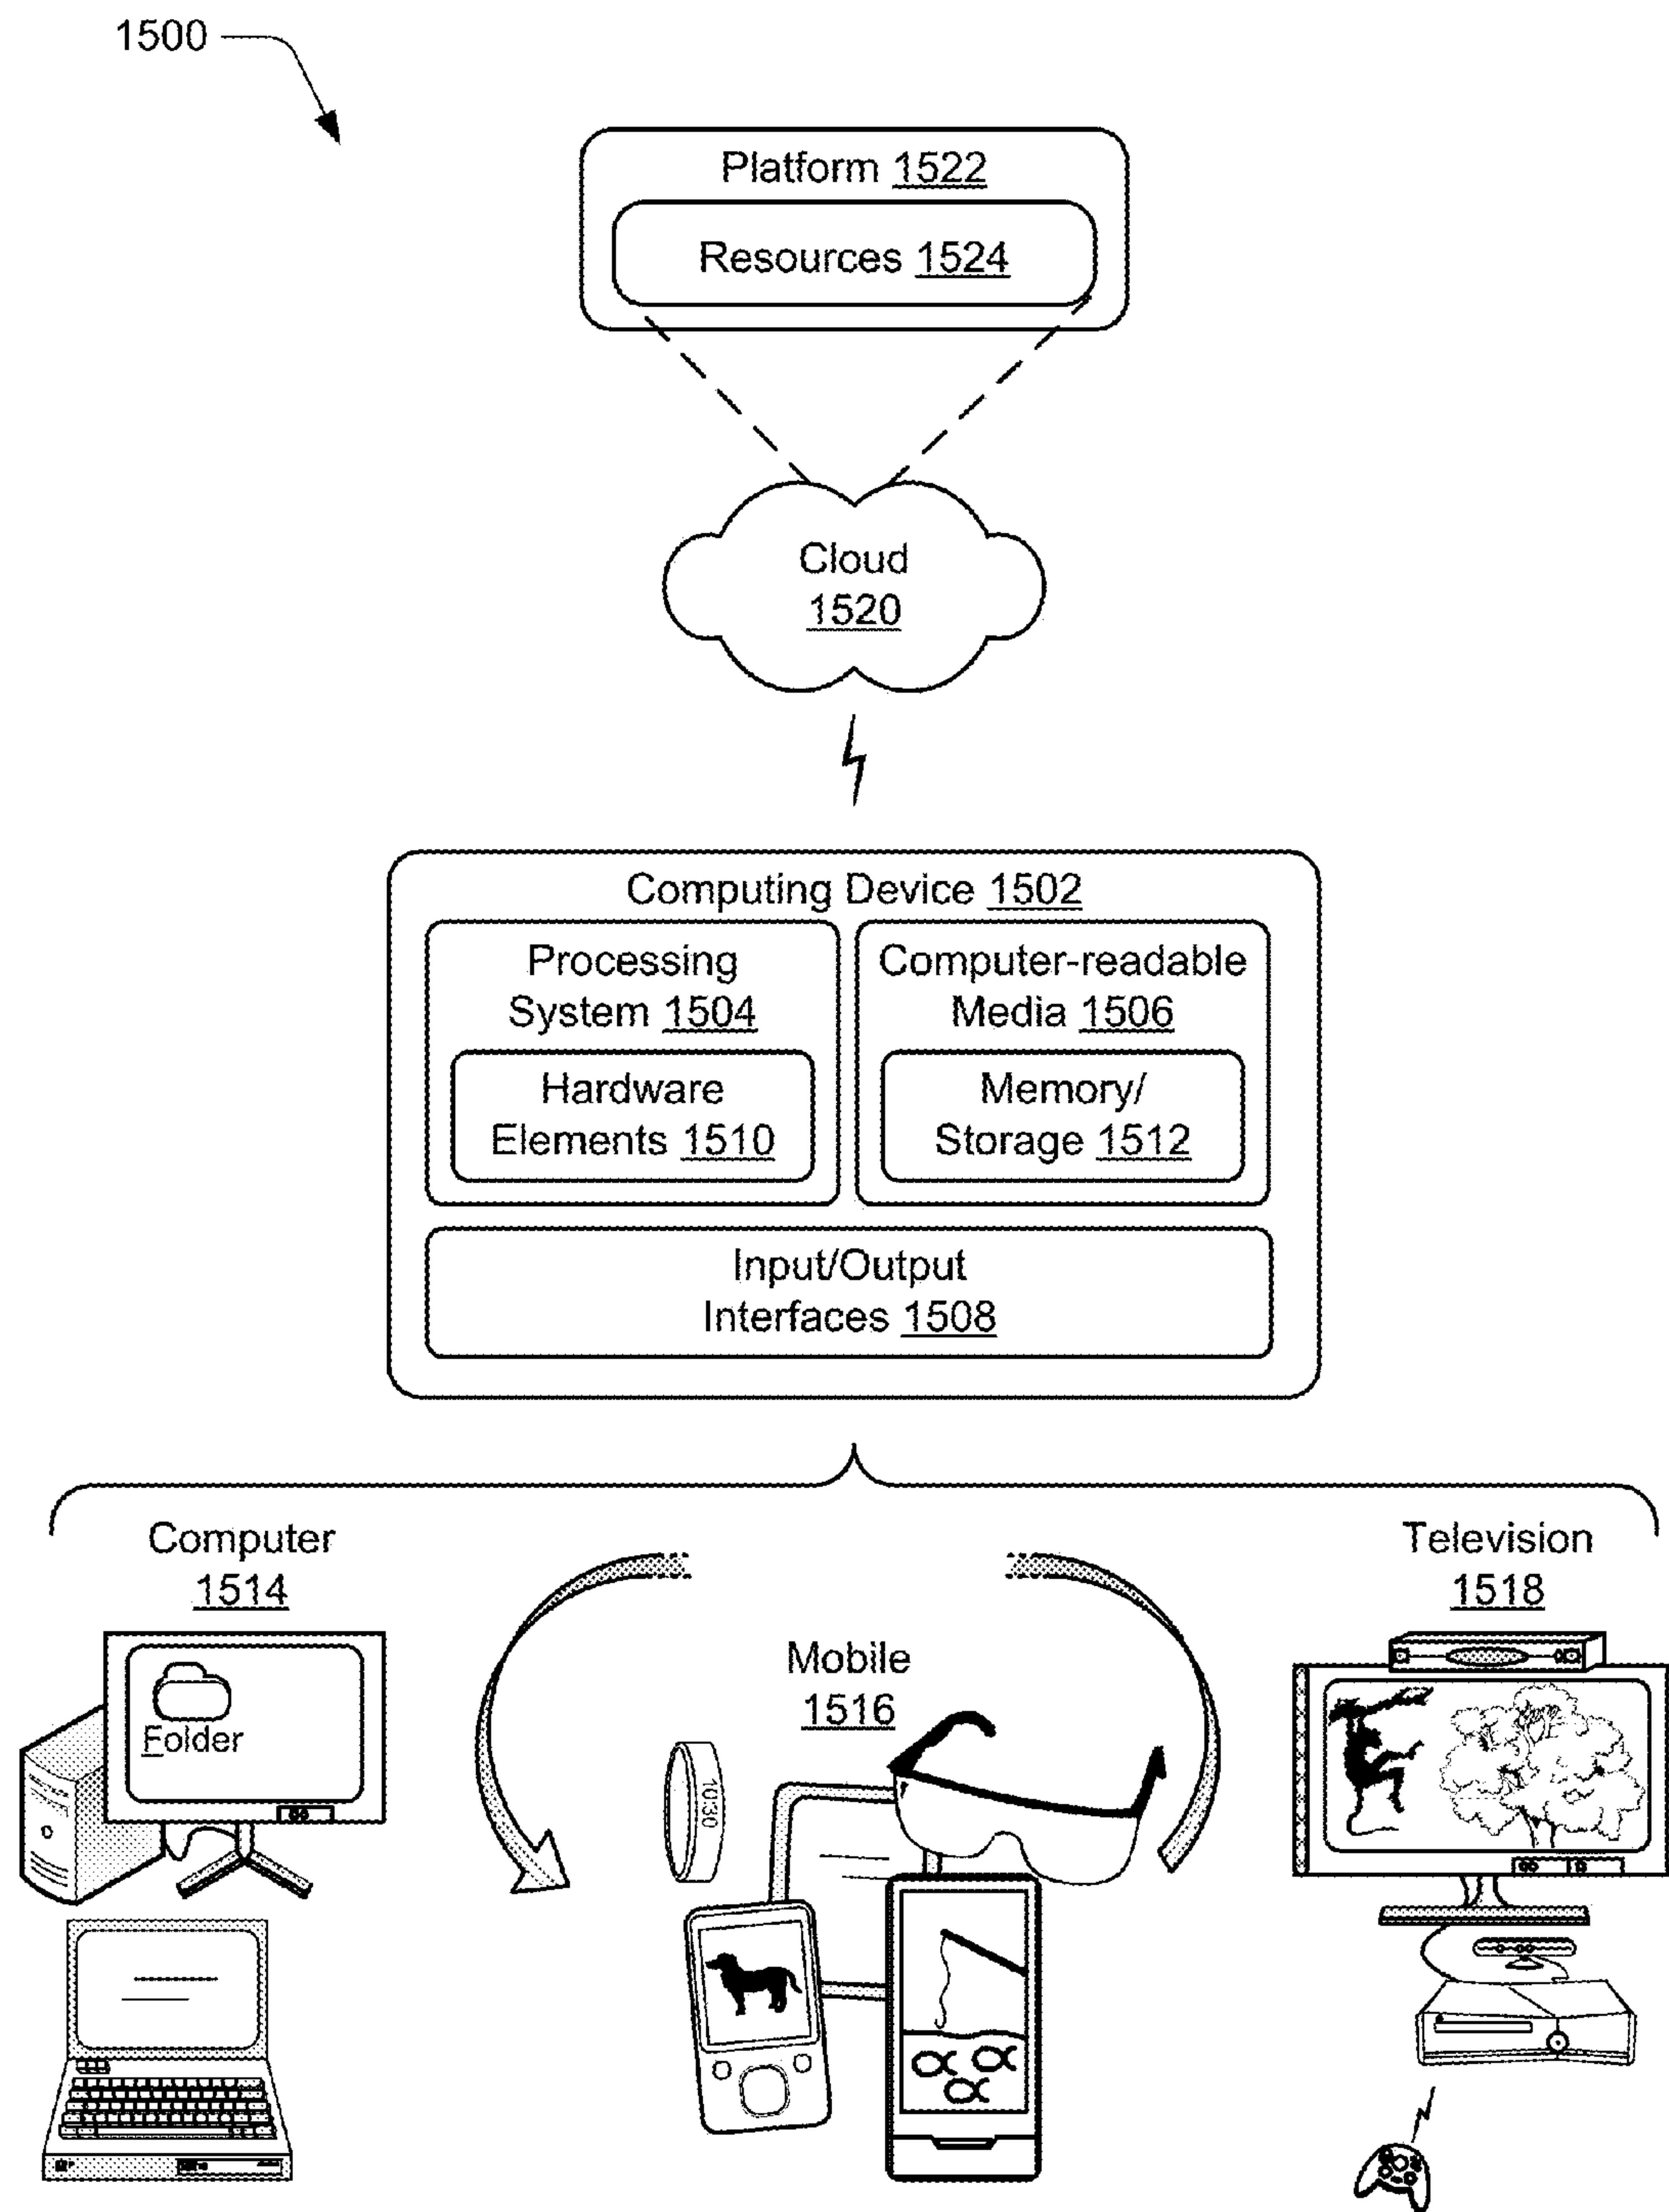 1500
Platform 1522
Resources 1524
Cloud
1520
Computing Device 1502
Processing
System 1504
Computer-readable
Media 1506
Hardware
Elements 1510
Memory/
Storage 1512
Input/Output
Interfaces 1508
Computer
1514
Folder
Mobile
1516
10:30
Television
1518